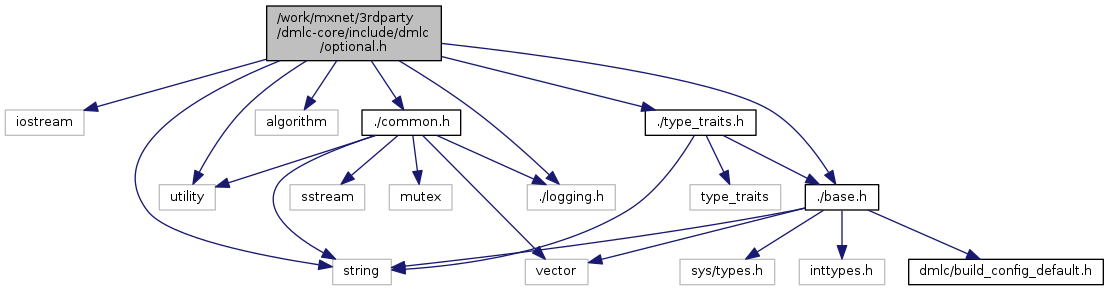 /work/mxnet/3rdparty
/dmlc-core/include/dmlc
/optional.h
iostream
algorithm
./common.h
./type_traits.h
utility
sstream
mutex
./logging.h
type_traits
./base.h
string
vector
sys/types.h
inttypes.h
dmlc/build_config_default.h